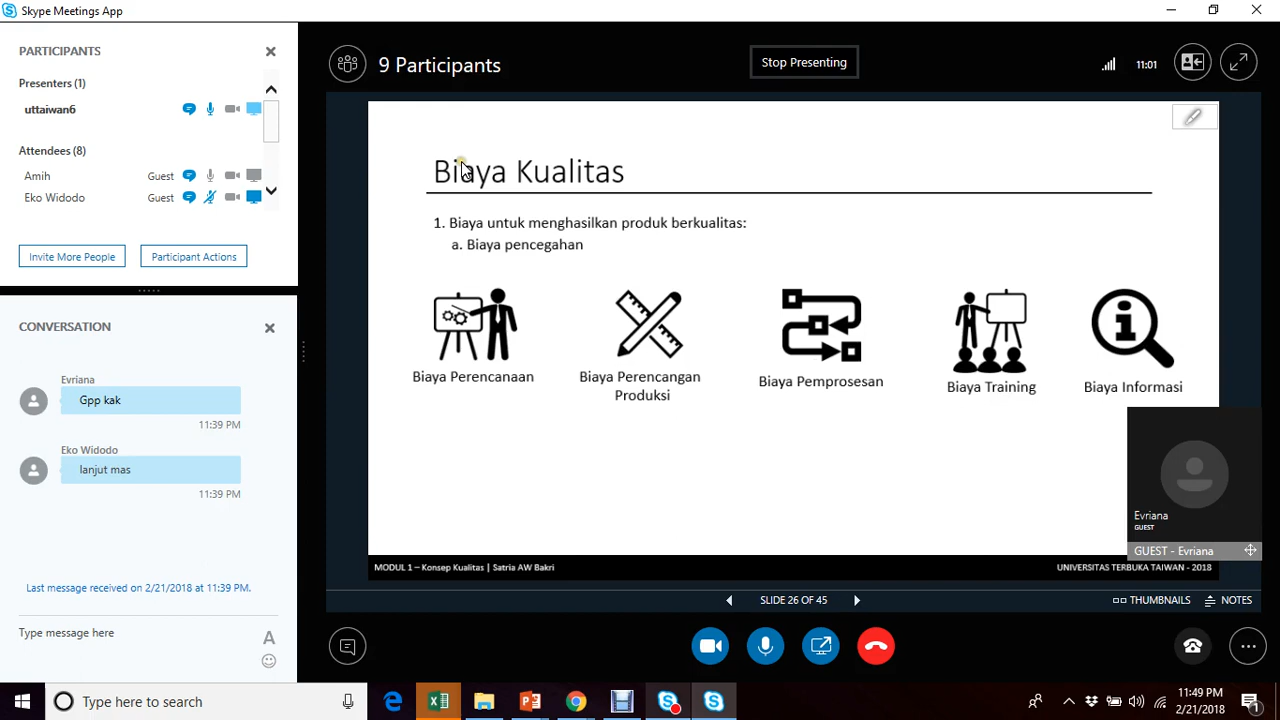 Skype Meetings App
PARTICIPANTS
Presenters (1)
uttaiwan6
Attendees (8)
Amih Guest
Eko Widodo Guest
Invite More People Participant Actions
CONVERSATION
Evriana
Gpp kak
11:39 PM
Eko Widodo
lanjut mas
11:39 PM
Last message received on 2/21/2018 at 11:39 PM.
Type message here
A
9 Participants
Stop Presenting
11:01
Biaya Kualitas
1. Biaya untuk menghasilkan produk berkualitas:
a. Biaya pencegahan
Biaya Perencanaan
Biaya Perencangan
Produksi
Biaya Pemprosesan
Biaya Training
Biaya Informasi
Evriana
GUEST
GUEST - Evriana
MODUL 1 – Konsep Kualitas | Satria AW Bakri
UNIVERSITAS TERBUKA TAIWAN - 2018
SLIDE 26 OF 45
THUMBNAILS NOTES
Type here to search
11:49 PM
2/21/2018
1